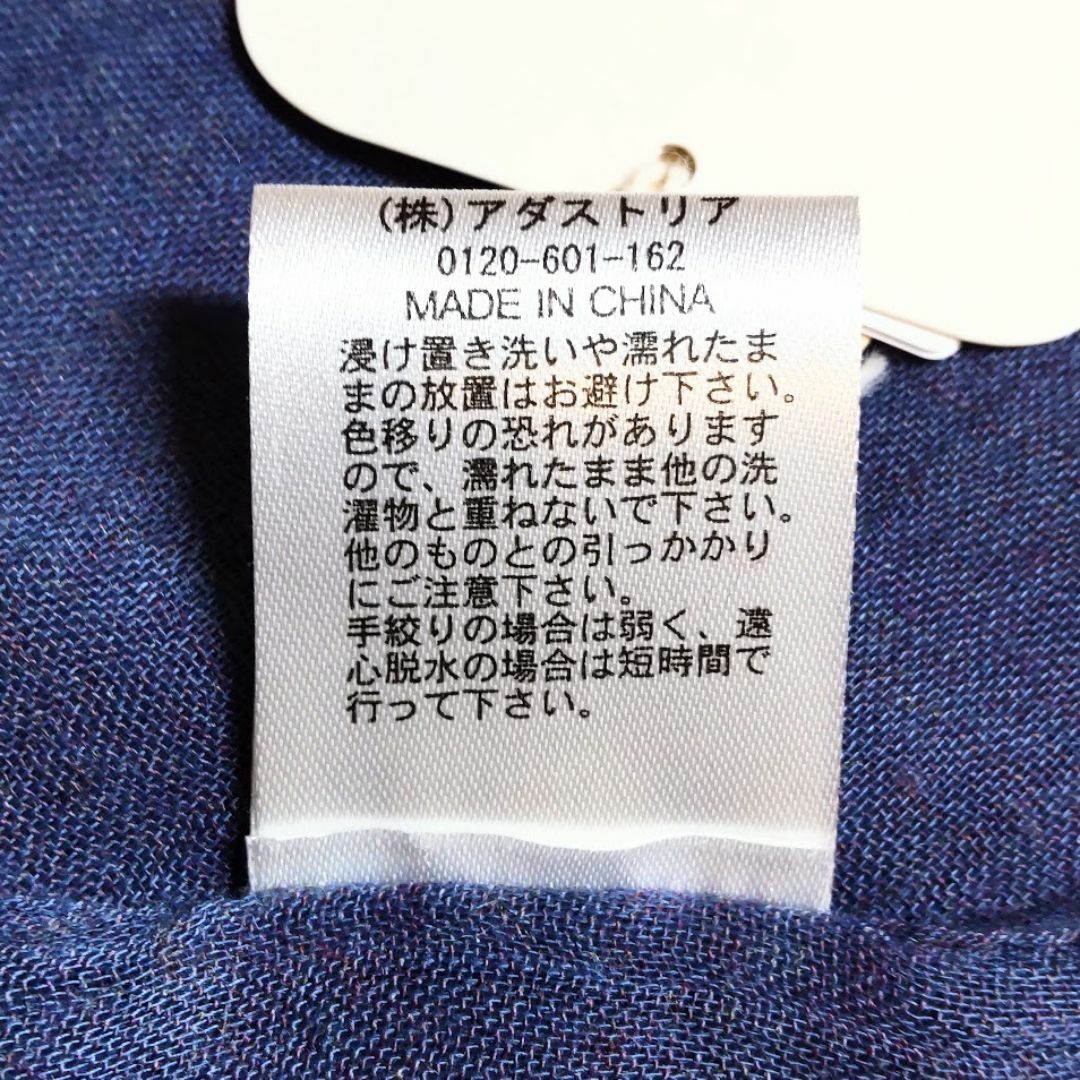 (株)アダストリア
0120-601-162
MADE IN CHINA
浸け置き洗いや濡れたま
まの放置はお避け下さい。
色移りの恐れがあります
ので、濡れたまま他の洗
濯物と重ねないで下さい。
他のものとの引っかかり
にご注意下さい。
手絞りの場合は弱く、遠
心脱水の場合は短時間で
行って下さい。